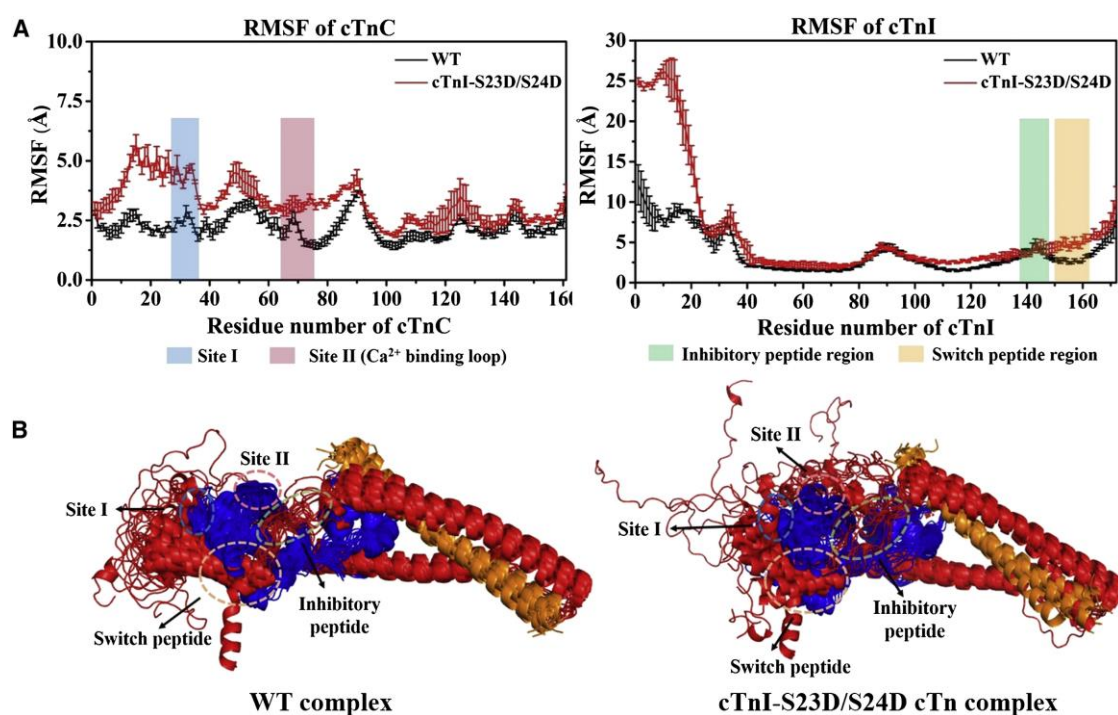 A
RMSF of cTnC
10.0
7.5
5.0
2.5
0.0
RMSF (Å)
WT
cTnI-S23D/S24D
0 20 40 60 80 100 120 140 160
Residue number of cTnC
Site I
Site II (Ca²⁺ binding loop)
RMSF of cTnI
30
25
20
15
10
5
0
RMSF (Å)
WT
cTnI-S23D/S24D
0 20 40 60 80 100 120 140 160
Residue number of cTnI
Inhibitory peptide region
Switch peptide region
B
Site II
Site I
Inhibitory
peptide
Switch peptide
WT complex
Site II
Site I
Inhibitory
peptide
Switch peptide
cTnI-S23D/S24D cTn complex